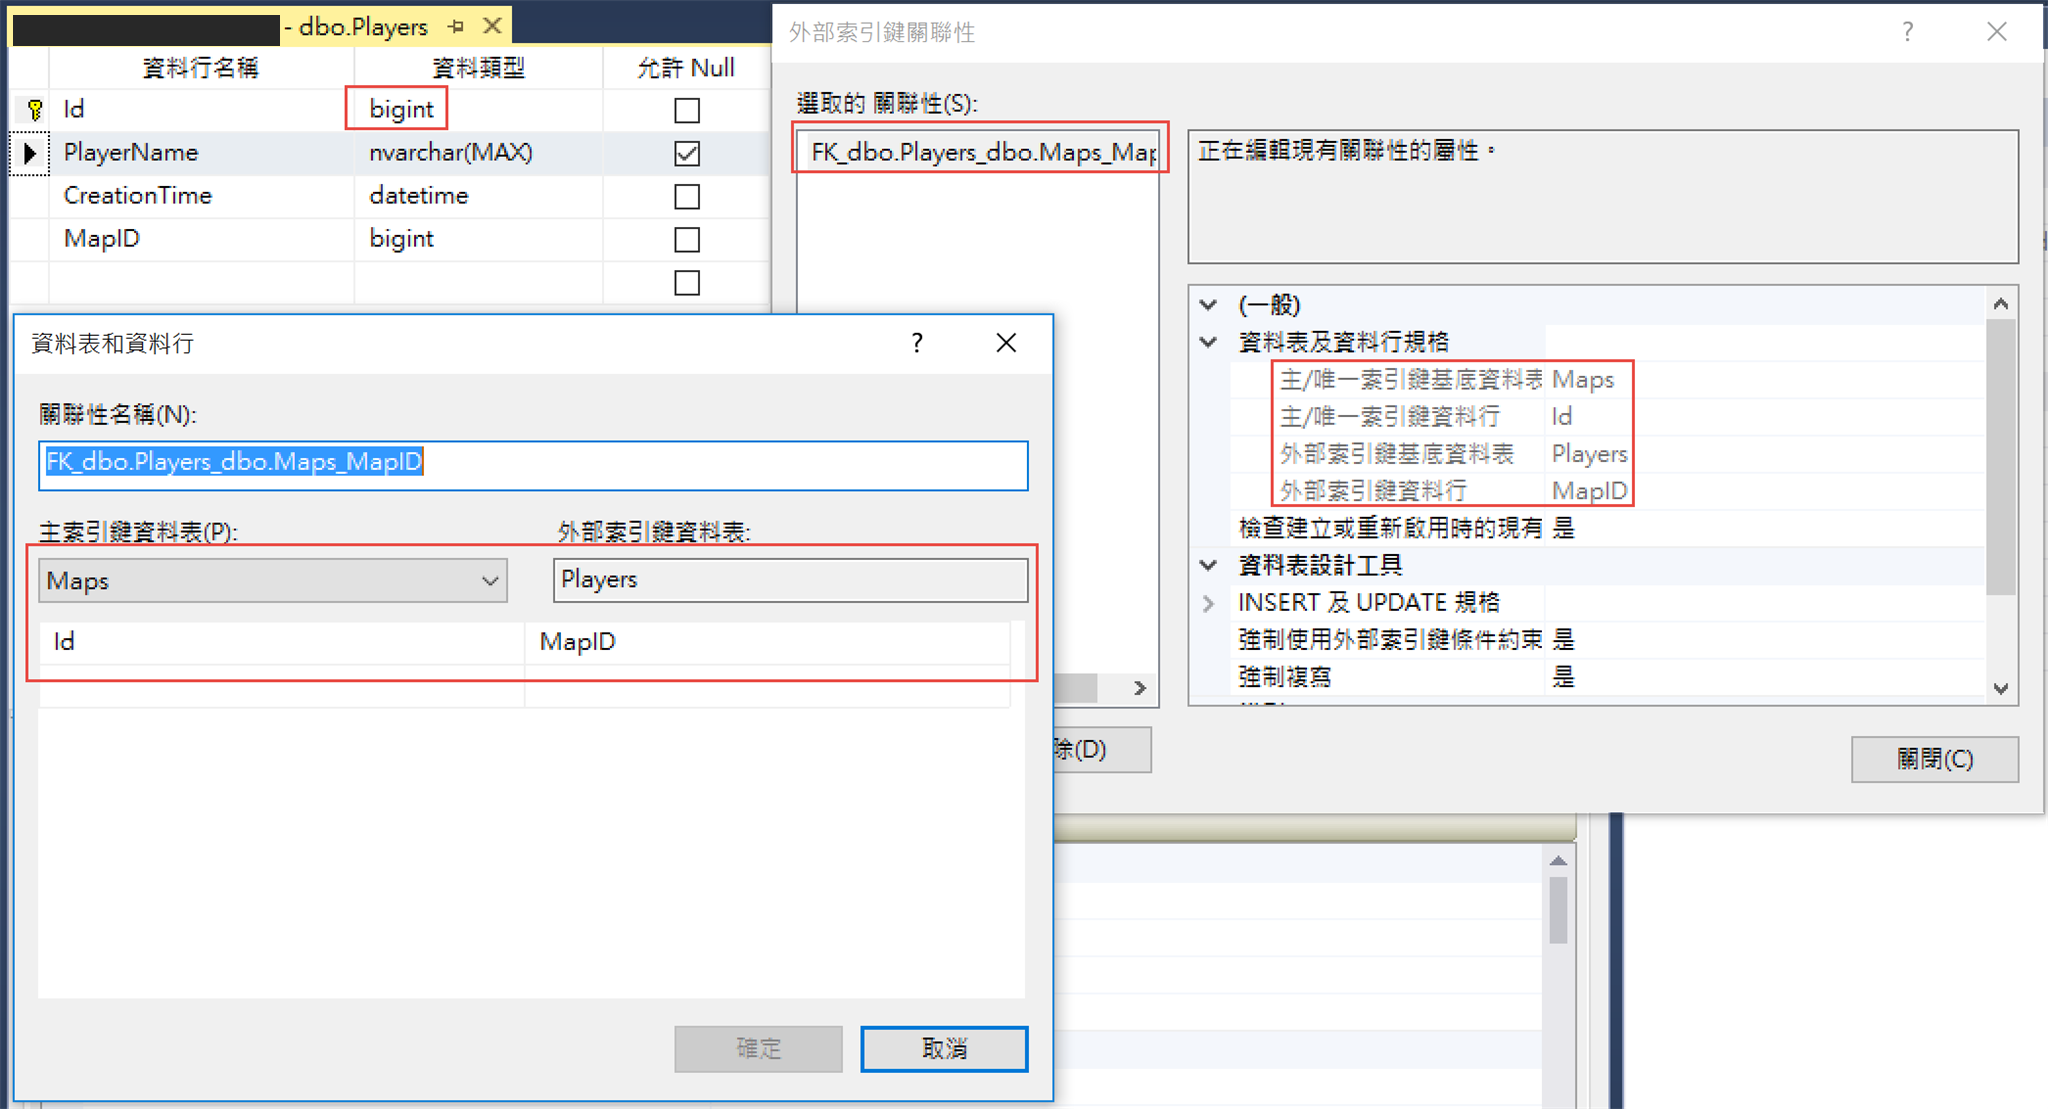 - dbo.Players
資料行名稱 資料類型 允許 Null
Id bigint
PlayerName nvarchar(MAX)
CreationTime datetime
MapID bigint
外部索引鍵關聯性
選取的 關聯性(S):
FK_dbo.Players_dbo.Maps_Map
正在編輯現有關聯性的屬性。
(一般)
資料表及資料行規格
主/唯一索引鍵基底資料表 Maps
主/唯一索引鍵資料行 Id
外部索引鍵基底資料表 Players
外部索引鍵資料行 MapID
檢查建立或重新啟用時的現有 是
資料表設計工具
INSERT 及 UPDATE 規格
強制使用外部索引鍵條件約束 是
強制複寫 是
除(D)
關閉(C)
資料表和資料行
關聯性名稱(N):
FK_dbo.Players_dbo.Maps_MapID
主索引鍵資料表(P): 外部索引鍵資料表:
Maps Players
Id MapID
確定 取消